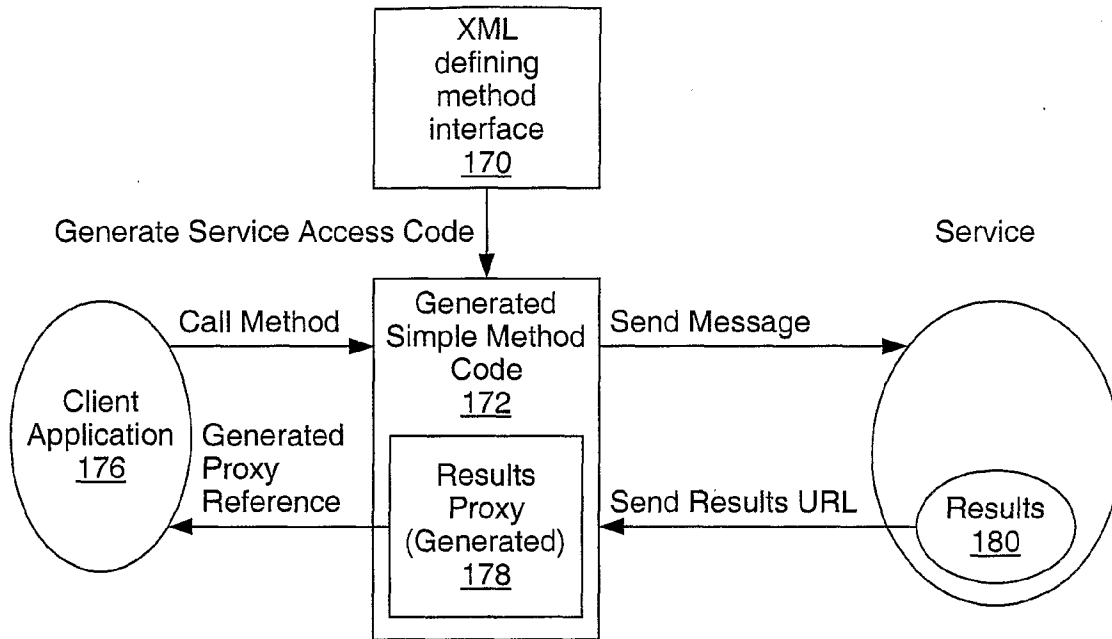 XML
defining
method
interface
170
Generate Service Access Code
Service
Call Method
Generated
Simple Method
Code
172
Send Message
Client
Application
176
Generated
Proxy
Reference
Results
Proxy
(Generated)
178
Send Results URL
Results
180